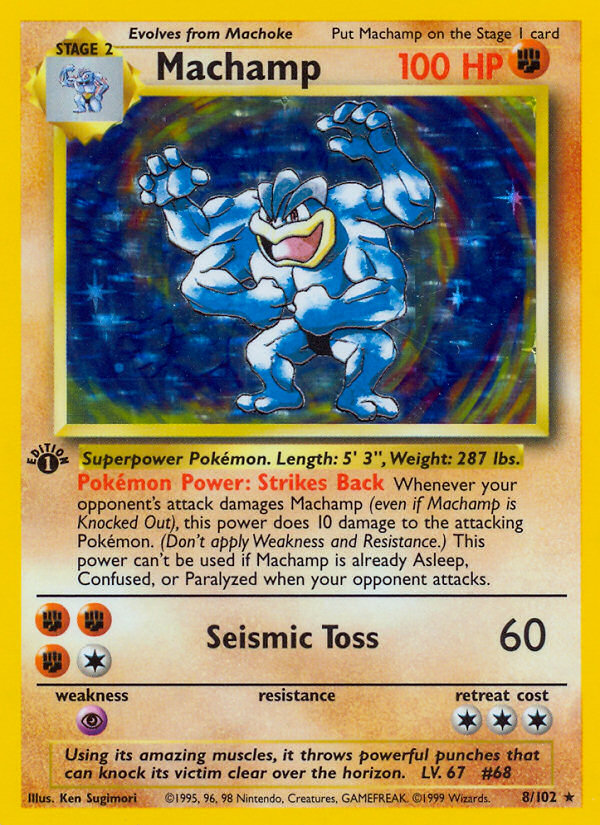 Evolves from Machoke
Put Machamp on the Stage 1 card
STAGE 2
Machamp
100 HP
EDITION
1
Superpower Pokémon. Length: 5' 3", Weight: 287 lbs.
Pokémon Power: Strikes Back Whenever your
opponent's attack damages Machamp (even if Machamp is
Knocked Out), this power does 10 damage to the attacking
Pokémon. (Don't apply Weakness and Resistance.) This
power can't be used if Machamp is already Asleep,
Confused, or Paralyzed when your opponent attacks.
Seismic Toss
60
weakness
resistance
retreat cost
Using its amazing muscles, it throws powerful punches that
can knock its victim clear over the horizon. LV. 67 #68
Illus. Ken Sugimori
©1995, 96, 98 Nintendo, Creatures, GAMEFREAK. ©1999 Wizards.
8/102 ★